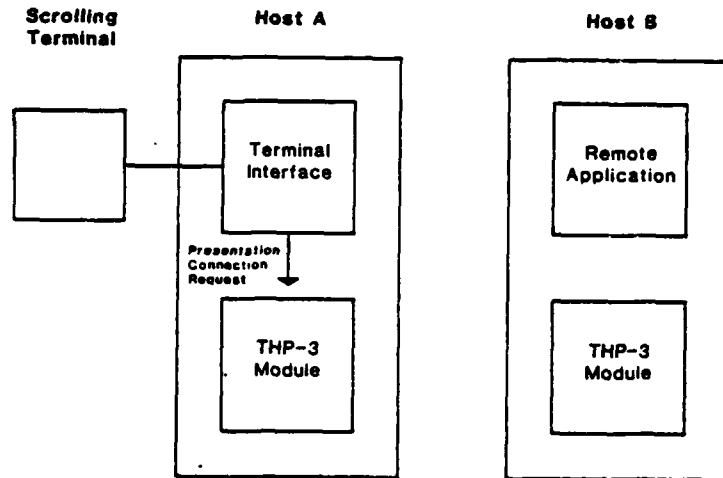 Scrolling
Terminal
Host A
Host B
Terminal
Interface
Remote
Application
Presentation
Connection
Request
THP-3
Module
THP-3
Module